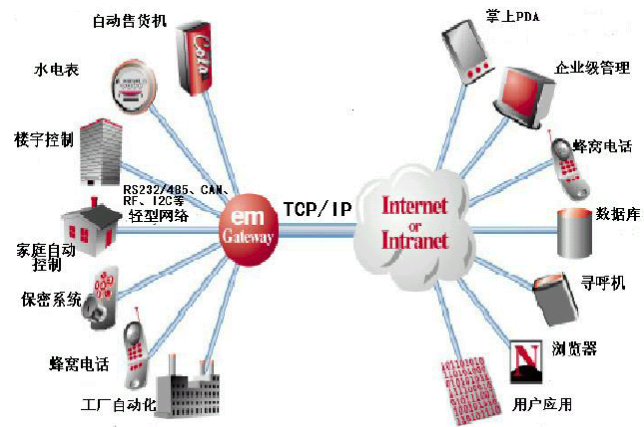 自动售货机
Cola
水电表
楼宇控制
RS232/485、CAN、
RF、I2C等
轻型网络
家庭自动
控制
保密系统
蜂窝电话
工厂自动化
em
Gateway
TCP/IP
Internet
or
Intranet
掌上PDA
企业级管理
蜂窝电话
数据库
寻呼机
浏览器
N
用户应用